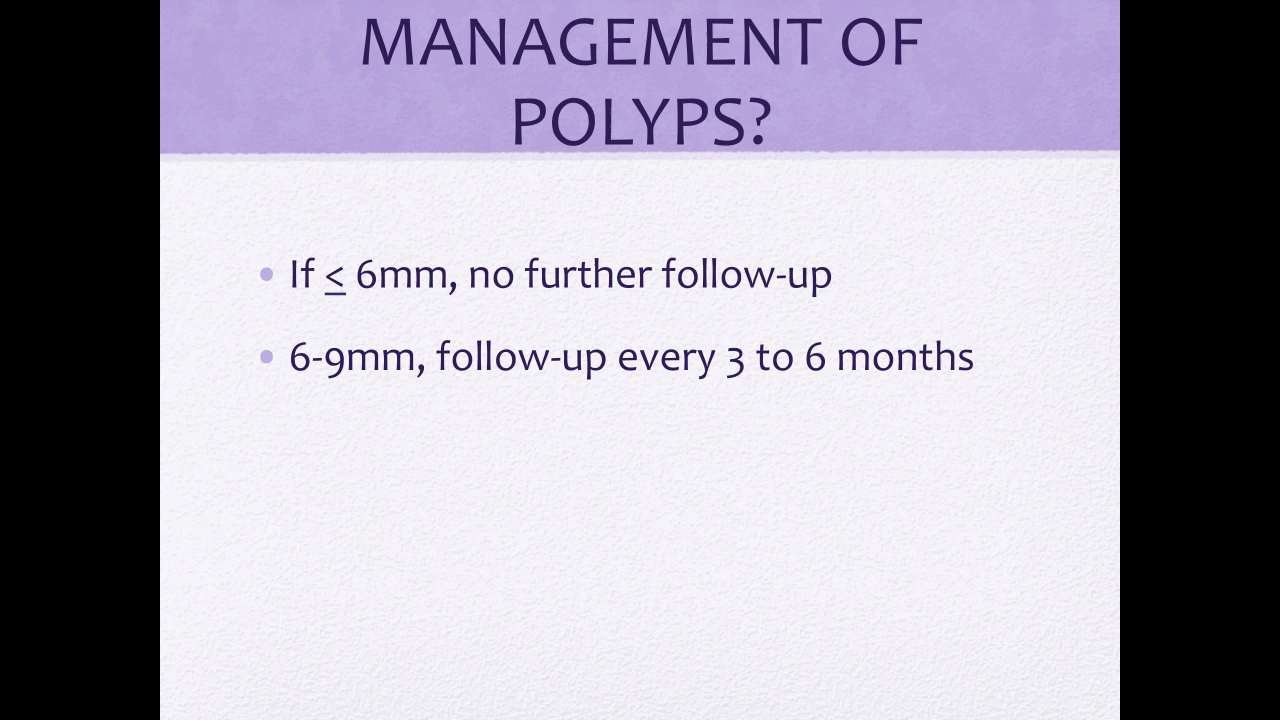 MANAGEMENT OF
POLYPS?
• If ≤ 6mm, no further follow-up
• 6-9mm, follow-up every 3 to 6 months